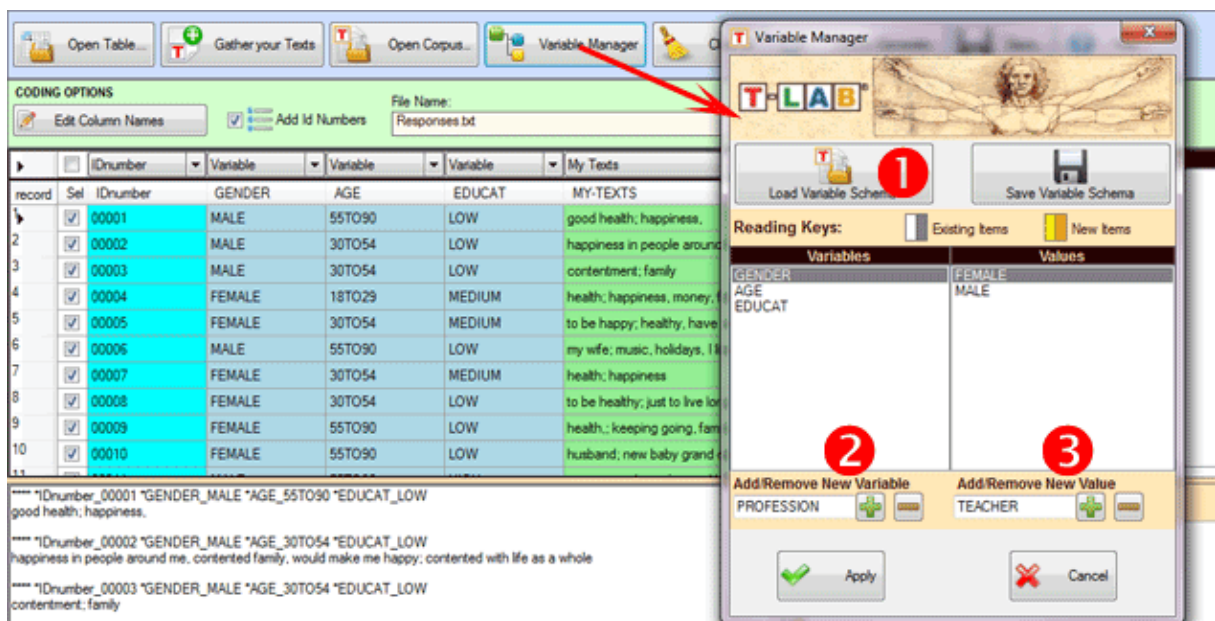 Open Table...
Gather your Texts
Open Corpus...
Variable Manager
CODING OPTIONS
Edit Column Names
Add Id Numbers
File Name:
Responses.txt
IDnumber Variable Variable Variable My Texts
record Sel IDnumber GENDER AGE EDUCAT MY-TEXTS
00001 MALE 55TO90 LOW good health; happiness,
2 00002 MALE 30TO54 LOW happiness in people around
3 00003 MALE 30TO54 LOW contentment; family
4 00004 FEMALE 18TO29 MEDIUM health; happiness, money,
5 00005 FEMALE 30TO54 MEDIUM to be happy; healthy, have
6 00006 MALE 55TO90 LOW my wife; music, holidays, I
7 00007 FEMALE 30TO54 MEDIUM health; happiness
8 00008 FEMALE 30TO54 LOW to be healthy; just to live
9 00009 FEMALE 55TO90 LOW health,; keeping going,
10 00010 FEMALE 55TO90 LOW husband; new baby grand
11
**** *IDnumber_00001 *GENDER_MALE *AGE_55TO90 *EDUCAT_LOW
good health; happiness,
**** *IDnumber_00002 *GENDER_MALE *AGE_30TO54 *EDUCAT_LOW
happiness in people around me, contented family, would make me happy; contented with life as a whole
**** *IDnumber_00003 *GENDER_MALE *AGE_30TO54 *EDUCAT_LOW
contentment; family
T Variable Manager
T-LAB
Load Variable Schema
1
Save Variable Schema
Reading Keys: Existing Items New Items
Variables Values
GENDER FEMALE
AGE MALE
EDUCAT
2 3
Add/Remove New Variable Add/Remove New Value
PROFESSION TEACHER
Apply Cancel